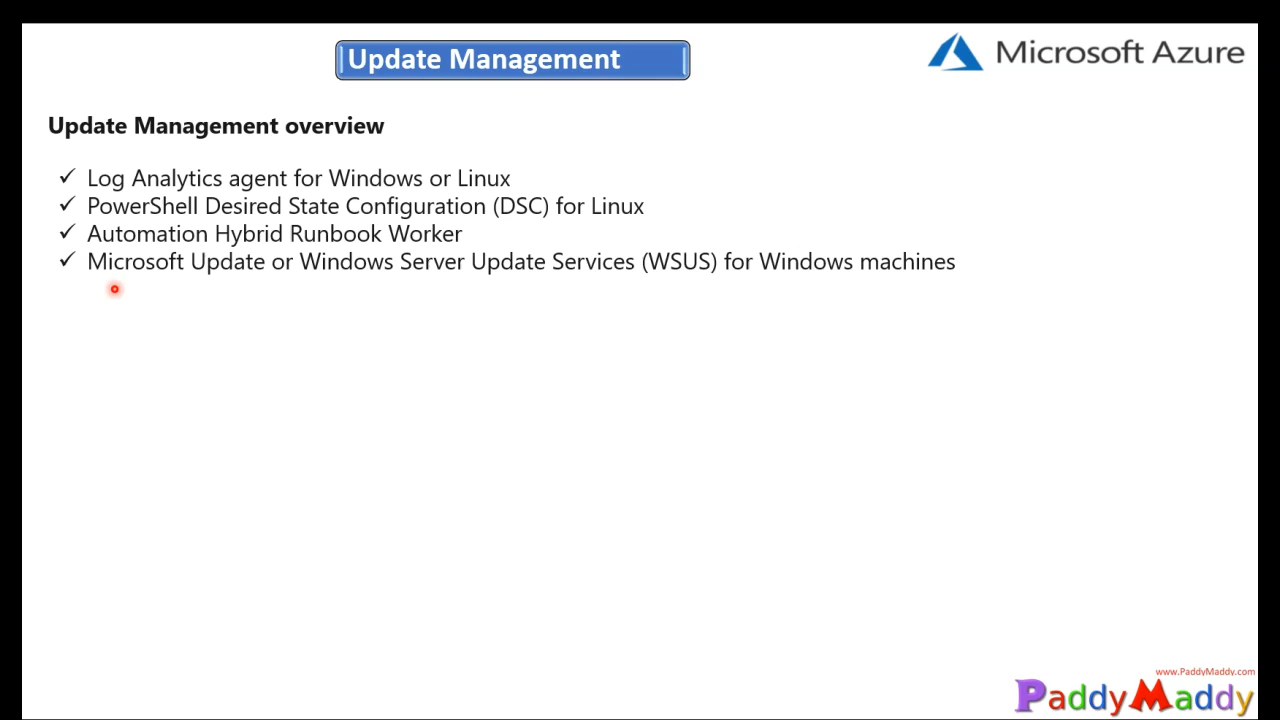 Update Management
Microsoft Azure
Update Management overview
✓ Log Analytics agent for Windows or Linux
✓ PowerShell Desired State Configuration (DSC) for Linux
✓ Automation Hybrid Runbook Worker
✓ Microsoft Update or Windows Server Update Services (WSUS) for Windows machines
www.PaddyMaddy.com
PaddyMaddy